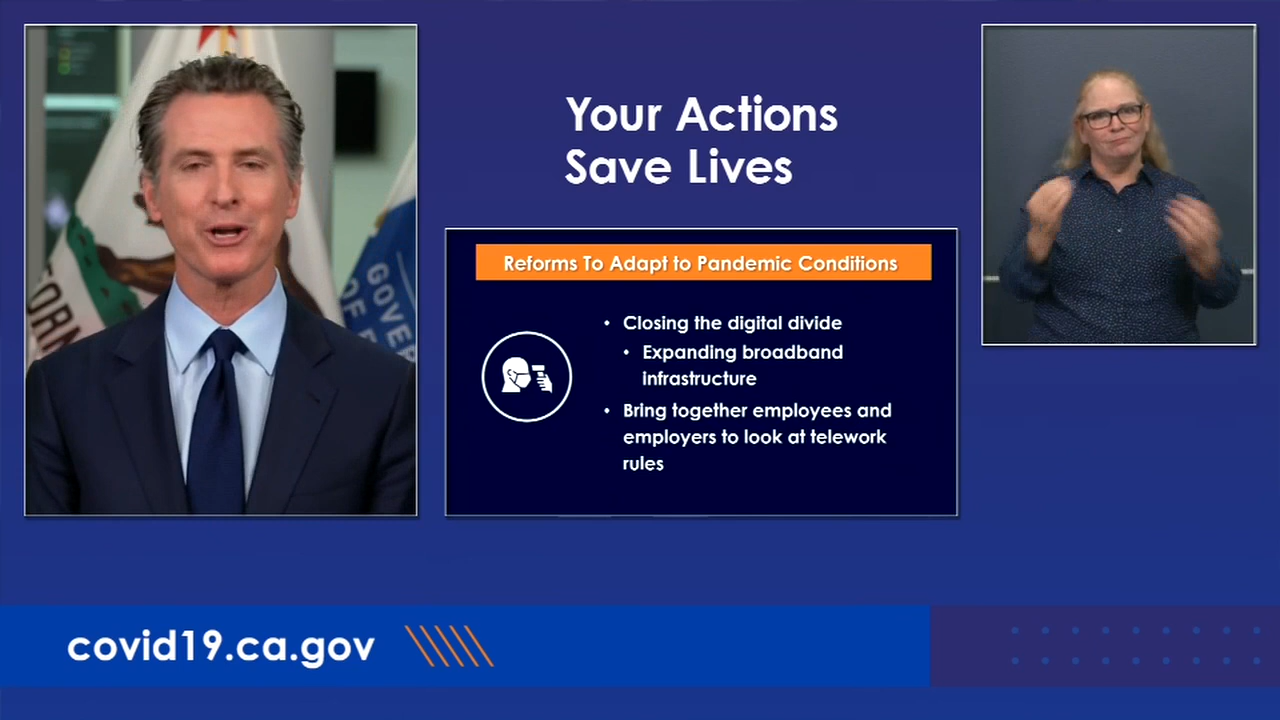 Your Actions
Save Lives
Reforms To Adapt to Pandemic Conditions
• Closing the digital divide
• Expanding broadband
infrastructure
• Bring together employees and
employers to look at telework
rules
covid19.ca.gov